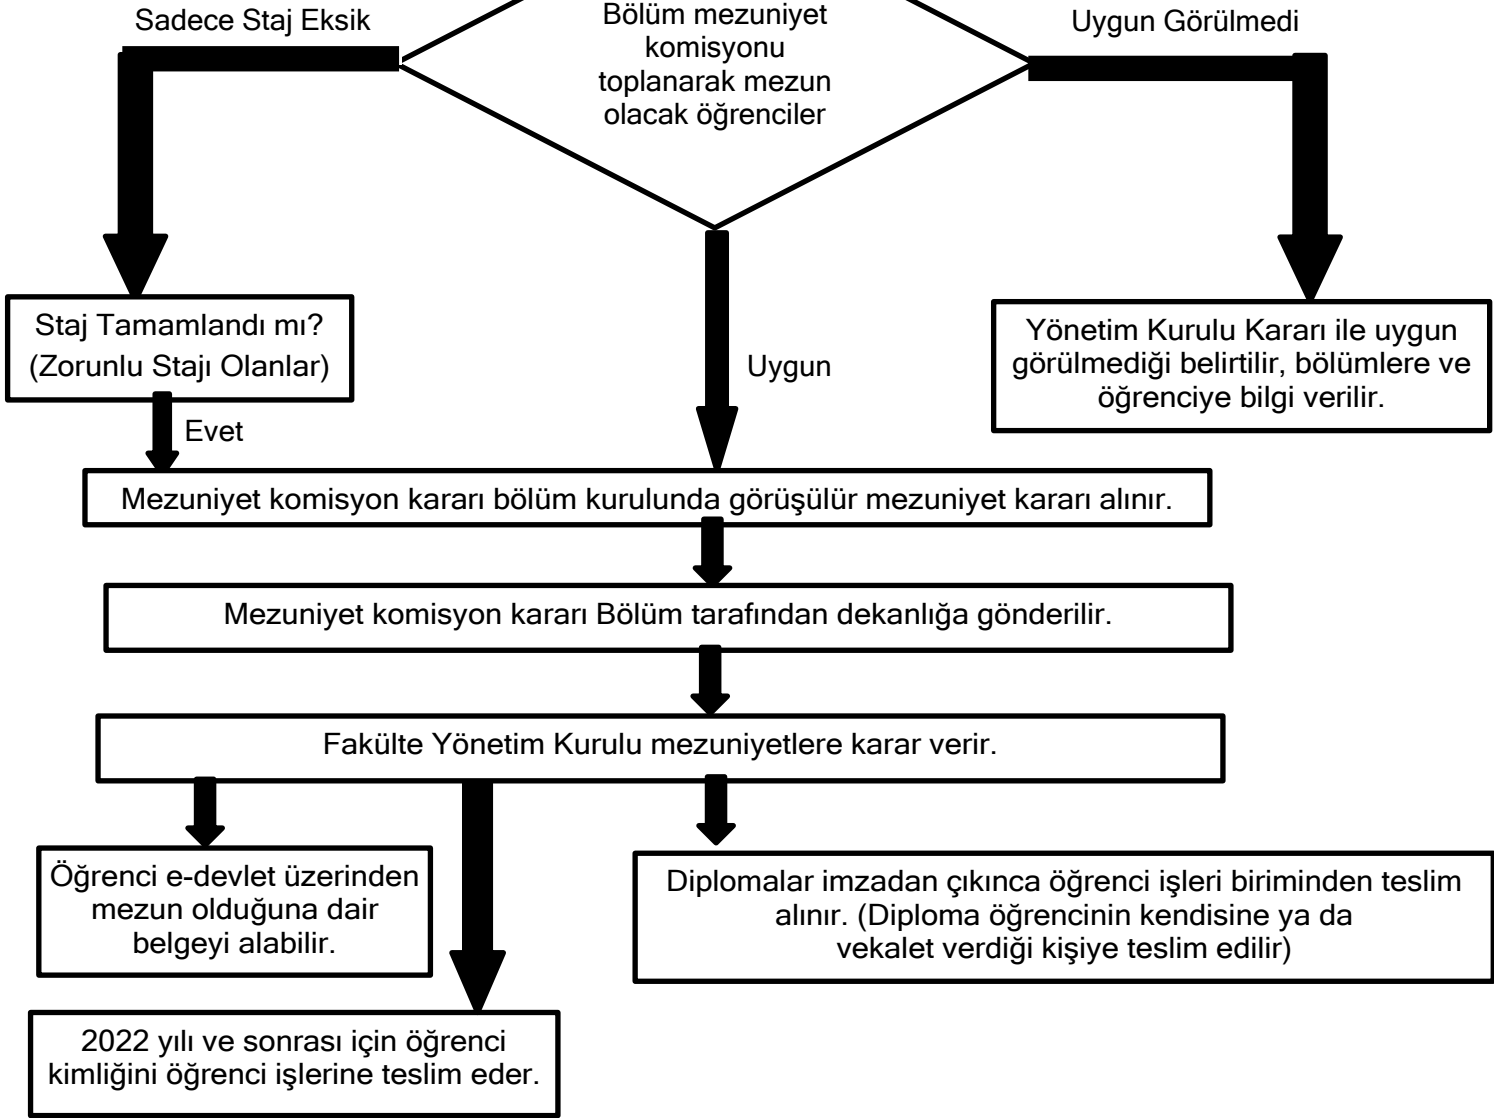 Sadece Staj Eksik
Bölüm mezuniyet
komisyonu
toplanarak mezun
olacak öğrenciler
Uygun Görülmedi
Staj Tamamlandı mı?
(Zorunlu Stajı Olanlar)
Uygun
Yönetim Kurulu Kararı ile uygun
görülmediği belirtilir, bölümlere ve
öğrenciye bilgi verilir.
Evet
Mezuniyet komisyon kararı bölüm kurulunda görüşülür mezuniyet kararı alınır.
Mezuniyet komisyon kararı Bölüm tarafından dekanlığa gönderilir.
Fakülte Yönetim Kurulu mezuniyetlere karar verir.
Öğrenci e-devlet üzerinden
mezun olduğuna dair
belgeyi alabilir.
Diplomalar imzadan çıkınca öğrenci işleri biriminden teslim
alınır. (Diploma öğrencinin kendisine ya da
vekalet verdiği kişiye teslim edilir)
2022 yılı ve sonrası için öğrenci
kimliğini öğrenci işlerine teslim eder.